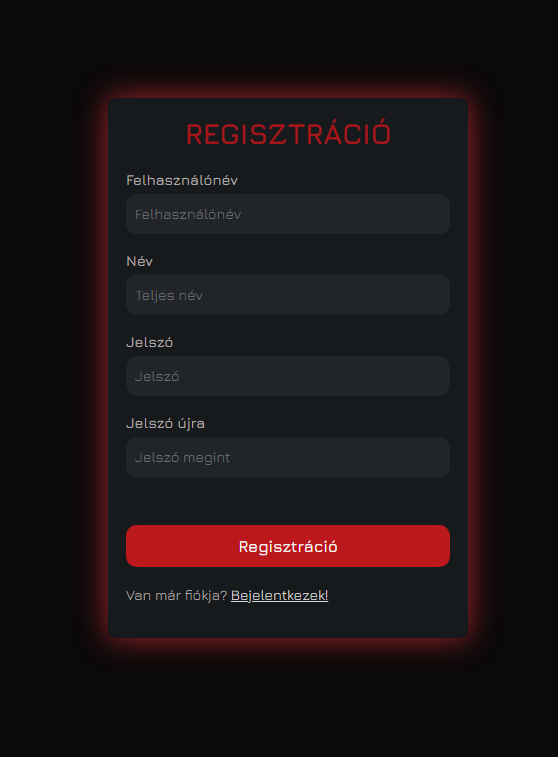 REGISZTRÁCIÓ
Felhasználónév
Felhasználónév
Név
Teljes név
Jelszó
Jelszó
Jelszó újra
Jelszó megint
Regisztráció
Van már fiókja? Bejelentkezek!